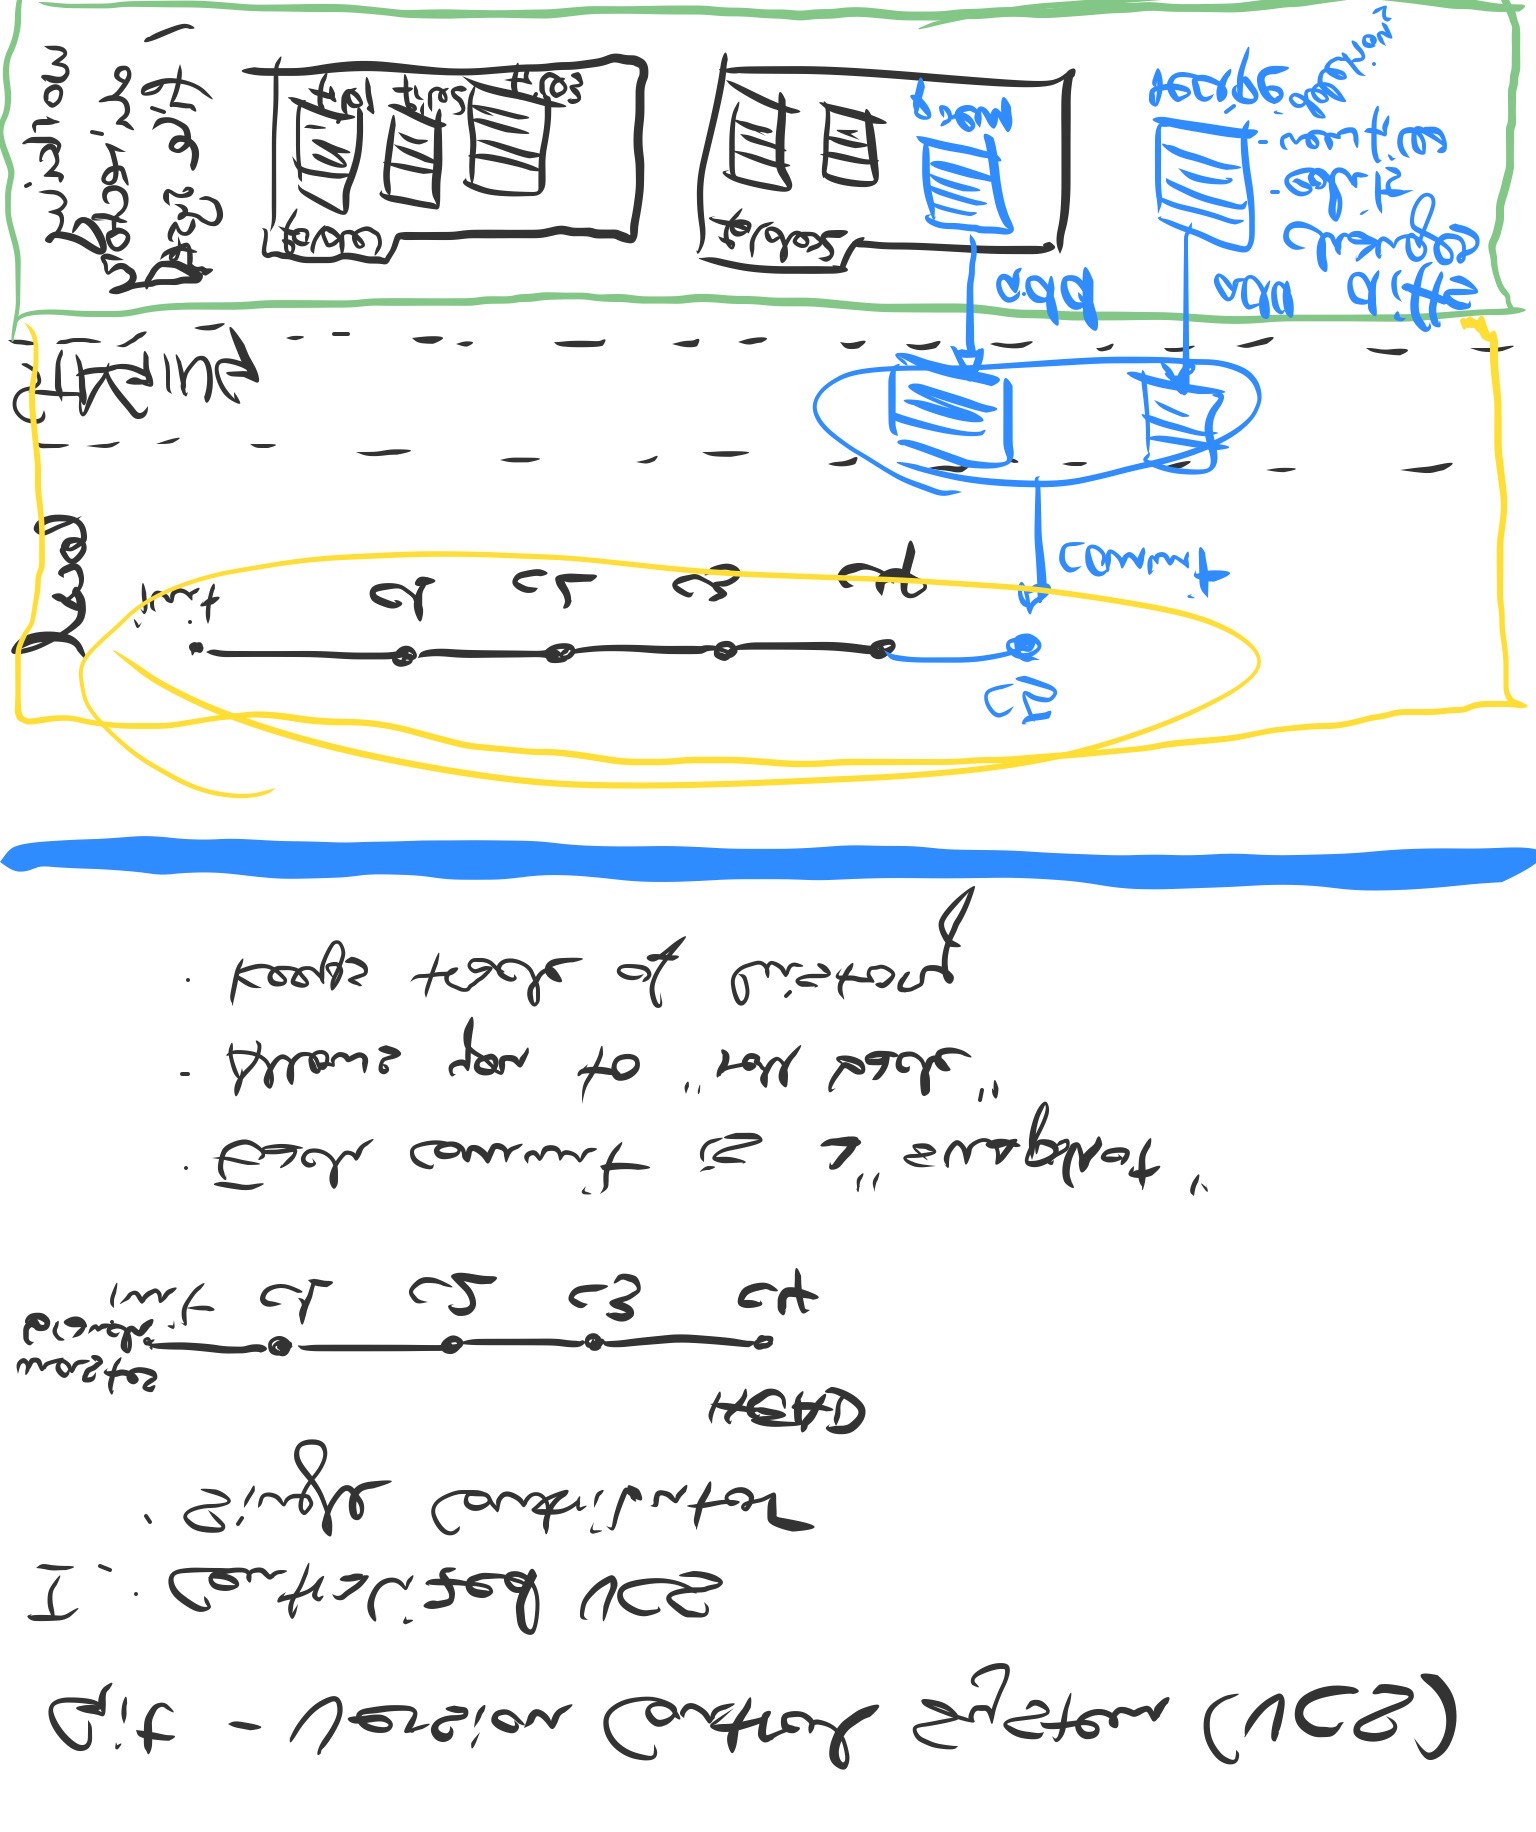 Git - Version Control System (VCS)
I. · Centralized VCS
· Single Contributor
HEAD
master
branch
init c1 c2 c3 c4
· Each commit is a "snapshot"
- Allows you to "roll back"
· keeps track of history
c5
local
init c1 c2 c3 c4
commit
STAGING
add add diffs
changes
- edits
- new files
deletions
working
directory
/ file syst
folder1 folder2
file1 file2 file3
poem
recipe